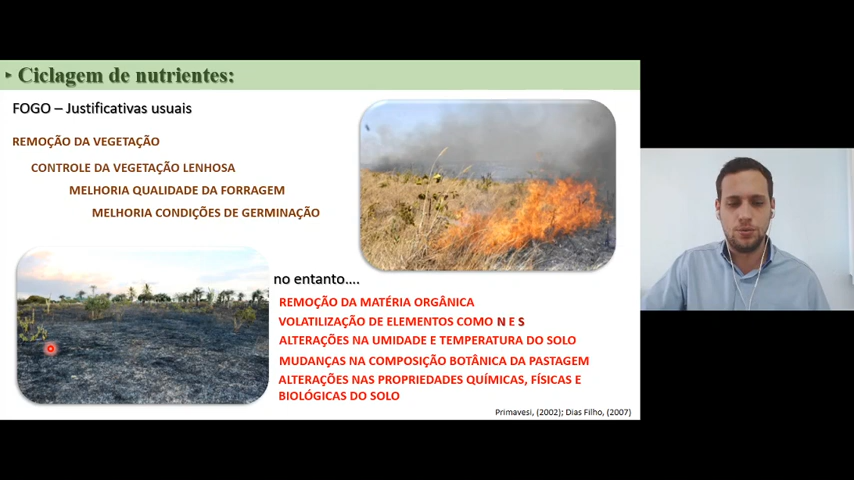 Ciclagem de nutrientes:
FOGO – Justificativas usuais
REMOÇÃO DA VEGETAÇÃO
CONTROLE DA VEGETAÇÃO LENHOSA
MELHORIA QUALIDADE DA FORRAGEM
MELHORIA CONDIÇÕES DE GERMINAÇÃO
no entanto....
REMOÇÃO DA MATÉRIA ORGÂNICA
VOLATILIZAÇÃO DE ELEMENTOS COMO N E S
ALTERAÇÕES NA UMIDADE E TEMPERATURA DO SOLO
MUDANÇAS NA COMPOSIÇÃO BOTÂNICA DA PASTAGEM
ALTERAÇÕES NAS PROPRIEDADES QUÍMICAS, FÍSICAS E
BIOLÓGICAS DO SOLO
Primavesi, (2002); Dias Filho, (2007)